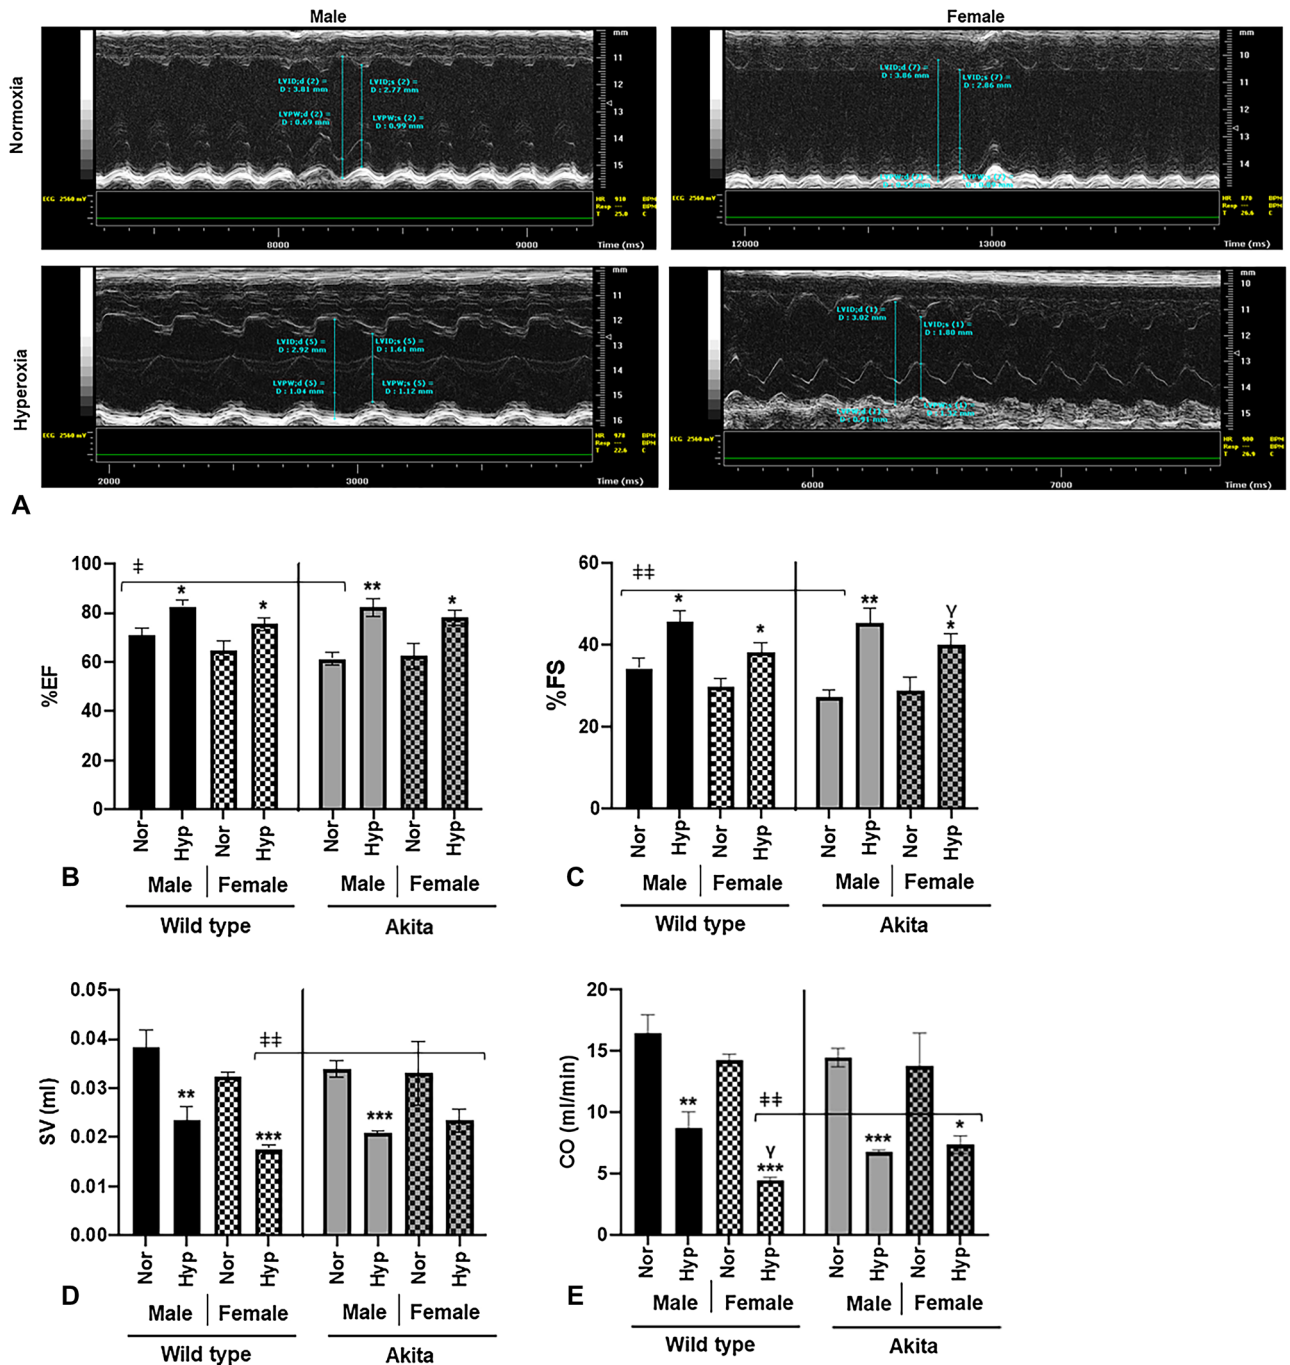 Male
Female
Normoxia
LVID;d (2) =
D : 3.81 mm
LVID;s (2) =
D : 2.77 mm
LVPW;d (2) =
D : 0.69 mm
LVPW;s (2) =
D : 0.99 mm
mm
11
12
13
14
15
ECG 2560 mV
HR 910 BPM
Resp --- BPM
T 25.0 C
8000
9000
Time (ms)
LVID;d (7) =
D : 3.86 mm
LVID;s (7) =
D : 2.86 mm
mm
10
11
12
13
14
ECG 2560 mV
HR 870 BPM
Resp --- BPM
T 26.6 C
12000
13000
Time (ms)
Hyperoxia
LVID;d (5) =
D : 2.92 mm
LVID;s (5) =
D : 1.61 mm
LVPW;d (5) =
D : 1.04 mm
LVPW;s (5) =
D : 1.12 mm
mm
11
12
13
14
15
16
ECG 2560 mV
HR 978 BPM
Resp --- BPM
T 22.6 C
2000
3000
Time (ms)
LVID;d (1) =
D : 3.02 mm
LVID;s (1) =
D : 1.80 mm
mm
10
11
12
13
14
15
ECG 2560 mV
HR 900 BPM
Resp --- BPM
T 26.9 C
6000
7000
Time (ms)
A
%EF
100
80
60
40
20
0
‡
*
*
**
*
Nor
Hyp
Nor
Hyp
Nor
Hyp
Nor
Hyp
Male
Female
Male
Female
Wild type
Akita
B
%FS
60
40
20
0
‡‡
*
*
**
γ
*
Nor
Hyp
Nor
Hyp
Nor
Hyp
Nor
Hyp
Male
Female
Male
Female
Wild type
Akita
C
SV (ml)
0.05
0.04
0.03
0.02
0.01
0.00
‡‡
**
***
***
Nor
Hyp
Nor
Hyp
Nor
Hyp
Nor
Hyp
Male
Female
Male
Female
Wild type
Akita
D
CO (ml/min)
20
15
10
5
0
‡‡
**
γ
***
***
*
Nor
Hyp
Nor
Hyp
Nor
Hyp
Nor
Hyp
Male
Female
Male
Female
Wild type
Akita
E